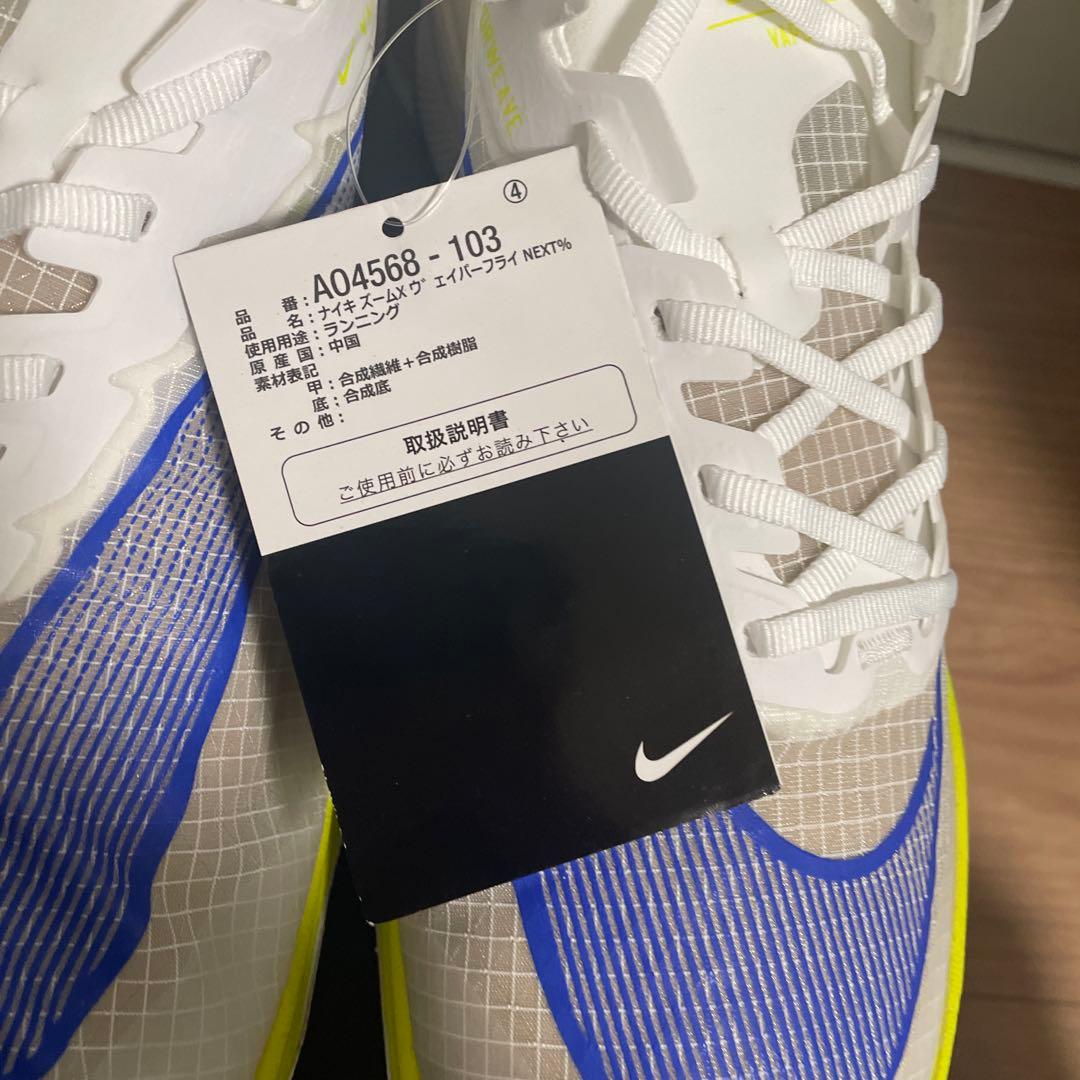 VAPORWEAVE
④
品 番:AO4568 - 103
品 名:ナイキ ズームX ヴェイパーフライ NEXT%
使用用途:ランニング
原 産 国:中国
素材表記
甲:合成繊維+合成樹脂
底:合成底
そ の 他:
取扱説明書
ご使用前に必ずお読み下さい